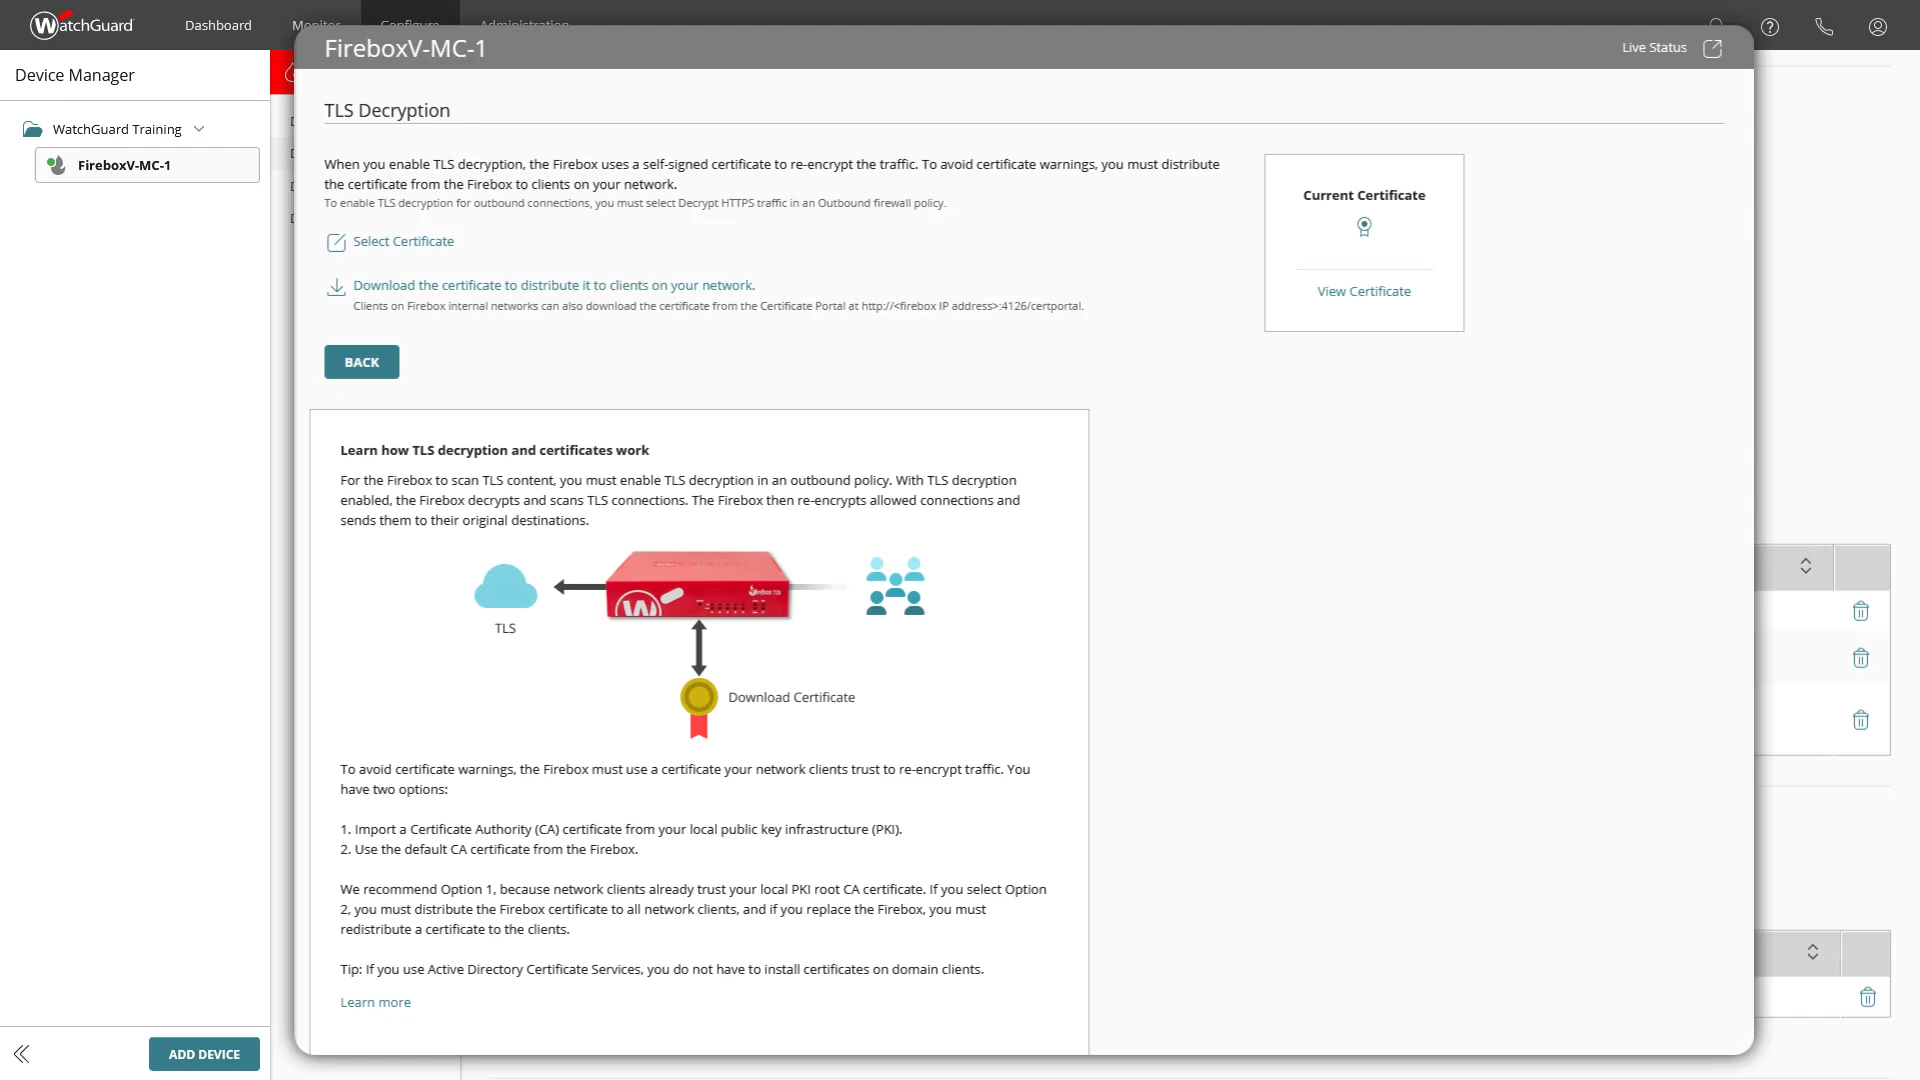 WatchGuard
Dashboard
Monitor
Configure
Administration
Device Manager
WatchGuard Training
FireboxV-MC-1
FireboxV-MC-1
Live Status
TLS Decryption
When you enable TLS decryption, the Firebox uses a self-signed certificate to re-encrypt the traffic. To avoid certificate warnings, you must distribute
the certificate from the Firebox to clients on your network.
To enable TLS decryption for outbound connections, you must select Decrypt HTTPS traffic in an Outbound firewall policy.
Select Certificate
Download the certificate to distribute it to clients on your network.
Clients on Firebox internal networks can also download the certificate from the Certificate Portal at http://<firebox IP address>:4126/certportal.
Current Certificate
View Certificate
BACK
Learn how TLS decryption and certificates work
For the Firebox to scan TLS content, you must enable TLS decryption in an outbound policy. With TLS decryption
enabled, the Firebox decrypts and scans TLS connections. The Firebox then re-encrypts allowed connections and
sends them to their original destinations.
TLS
Download Certificate
To avoid certificate warnings, the Firebox must use a certificate your network clients trust to re-encrypt traffic. You
have two options:
1. Import a Certificate Authority (CA) certificate from your local public key infrastructure (PKI).
2. Use the default CA certificate from the Firebox.
We recommend Option 1, because network clients already trust your local PKI root CA certificate. If you select Option
2, you must distribute the Firebox certificate to all network clients, and if you replace the Firebox, you must
redistribute a certificate to the clients.
Tip: If you use Active Directory Certificate Services, you do not have to install certificates on domain clients.
Learn more
ADD DEVICE